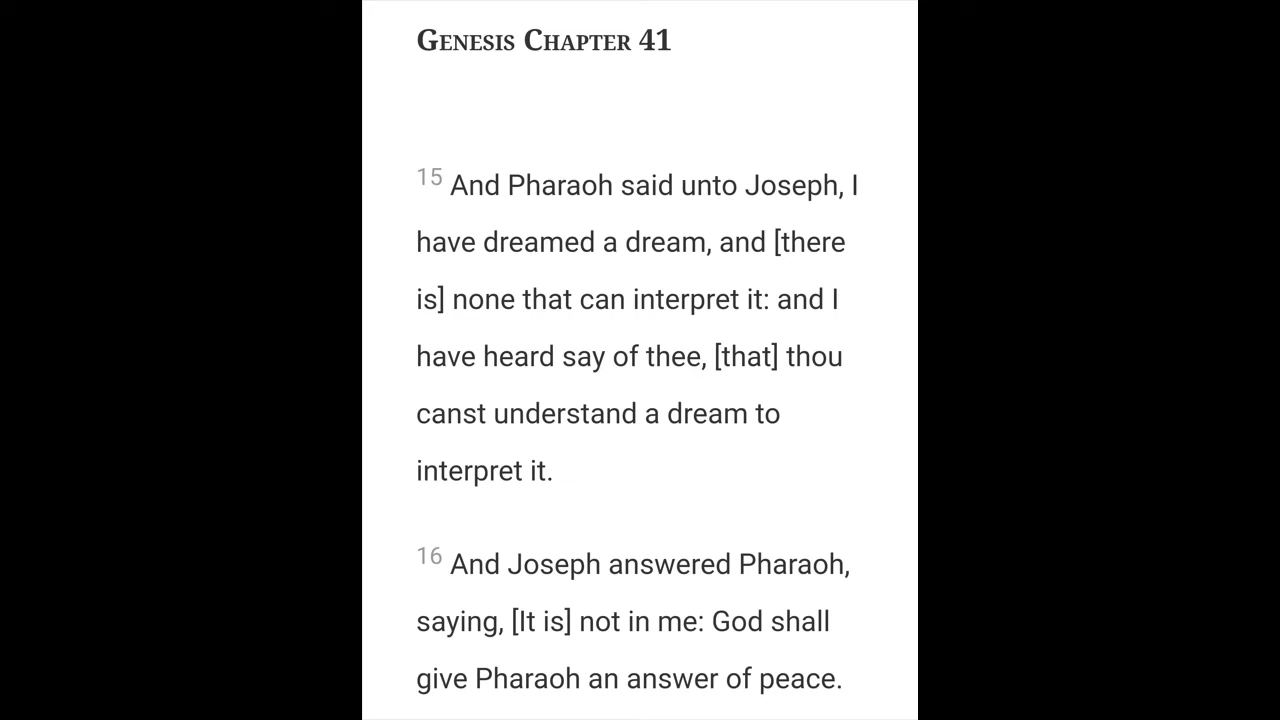 Genesis Chapter 41
15 And Pharaoh said unto Joseph, I
have dreamed a dream, and [there
is] none that can interpret it: and I
have heard say of thee, [that] thou
canst understand a dream to
interpret it.
16 And Joseph answered Pharaoh,
saying, [It is] not in me: God shall
give Pharaoh an answer of peace.